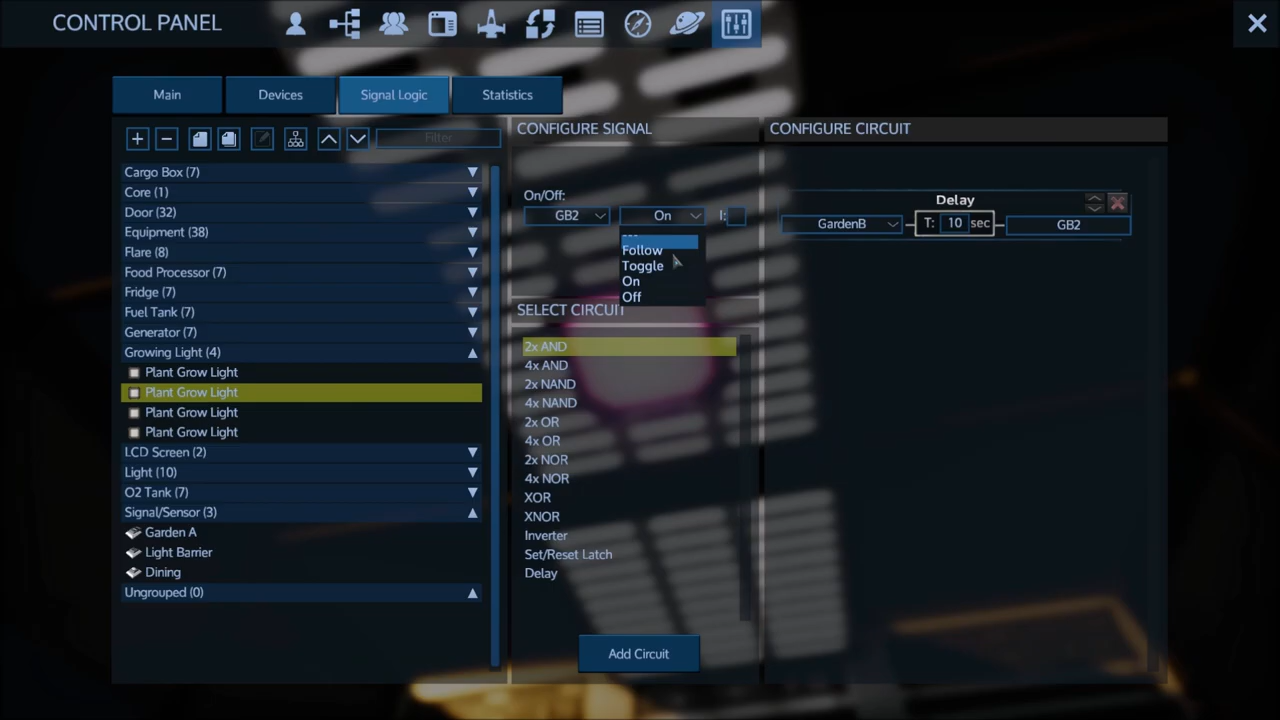 CONTROL PANEL
Main
Devices
Signal Logic
Statistics
Filter
Cargo Box (7)
Core (1)
Door (32)
Equipment (38)
Flare (8)
Food Processor (7)
Fridge (7)
Fuel Tank (7)
Generator (7)
Growing Light (4)
Plant Grow Light
Plant Grow Light
Plant Grow Light
Plant Grow Light
LCD Screen (2)
Light (10)
O2 Tank (7)
Signal/Sensor (3)
Garden A
Light Barrier
Dining
Ungrouped (0)
CONFIGURE SIGNAL
On/Off:
GB2
On
I:
---
Follow
Toggle
On
Off
SELECT CIRCUIT
2x AND
4x AND
2x NAND
4x NAND
2x OR
4x OR
2x NOR
4x NOR
XOR
XNOR
Inverter
Set/Reset Latch
Delay
Add Circuit
CONFIGURE CIRCUIT
Delay
GardenB
T: 10 sec
GB2